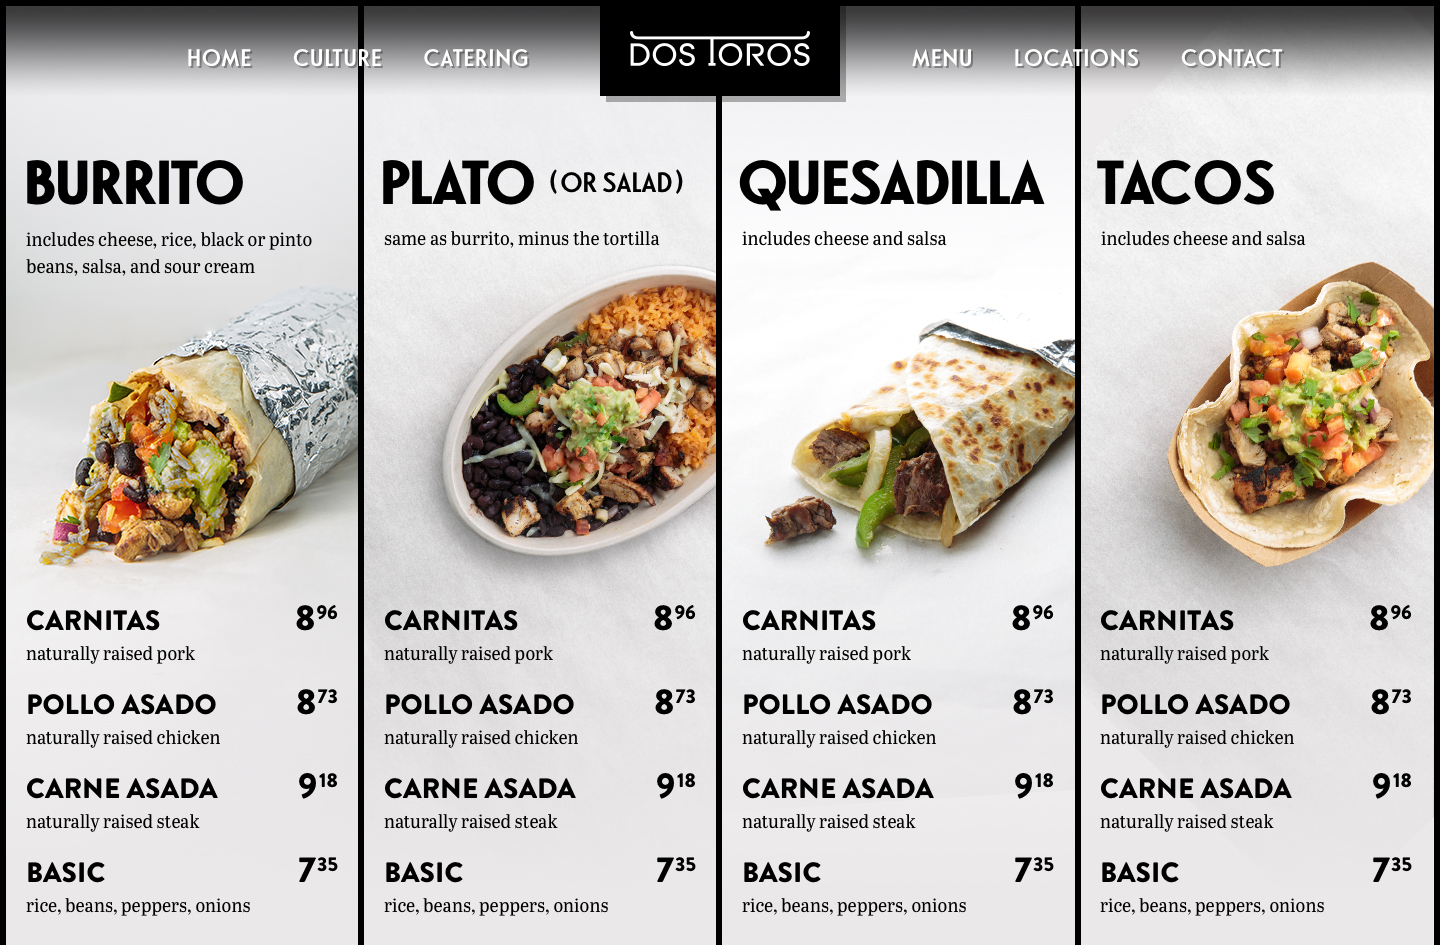 HOME CULTURE CATERING DOS TOROS MENU LOCATIONS CONTACT
BURRITO
includes cheese, rice, black or pinto
beans, salsa, and sour cream
CARNITAS 8 96
naturally raised pork
POLLO ASADO 8 73
naturally raised chicken
CARNE ASADA 9 18
naturally raised steak
BASIC 7 35
rice, beans, peppers, onions
PLATO (OR SALAD)
same as burrito, minus the tortilla
CARNITAS 8 96
naturally raised pork
POLLO ASADO 8 73
naturally raised chicken
CARNE ASADA 9 18
naturally raised steak
BASIC 7 35
rice, beans, peppers, onions
QUESADILLA
includes cheese and salsa
CARNITAS 8 96
naturally raised pork
POLLO ASADO 8 73
naturally raised chicken
CARNE ASADA 9 18
naturally raised steak
BASIC 7 35
rice, beans, peppers, onions
TACOS
includes cheese and salsa
CARNITAS 8 96
naturally raised pork
POLLO ASADO 8 73
naturally raised chicken
CARNE ASADA 9 18
naturally raised steak
BASIC 7 35
rice, beans, peppers, onions